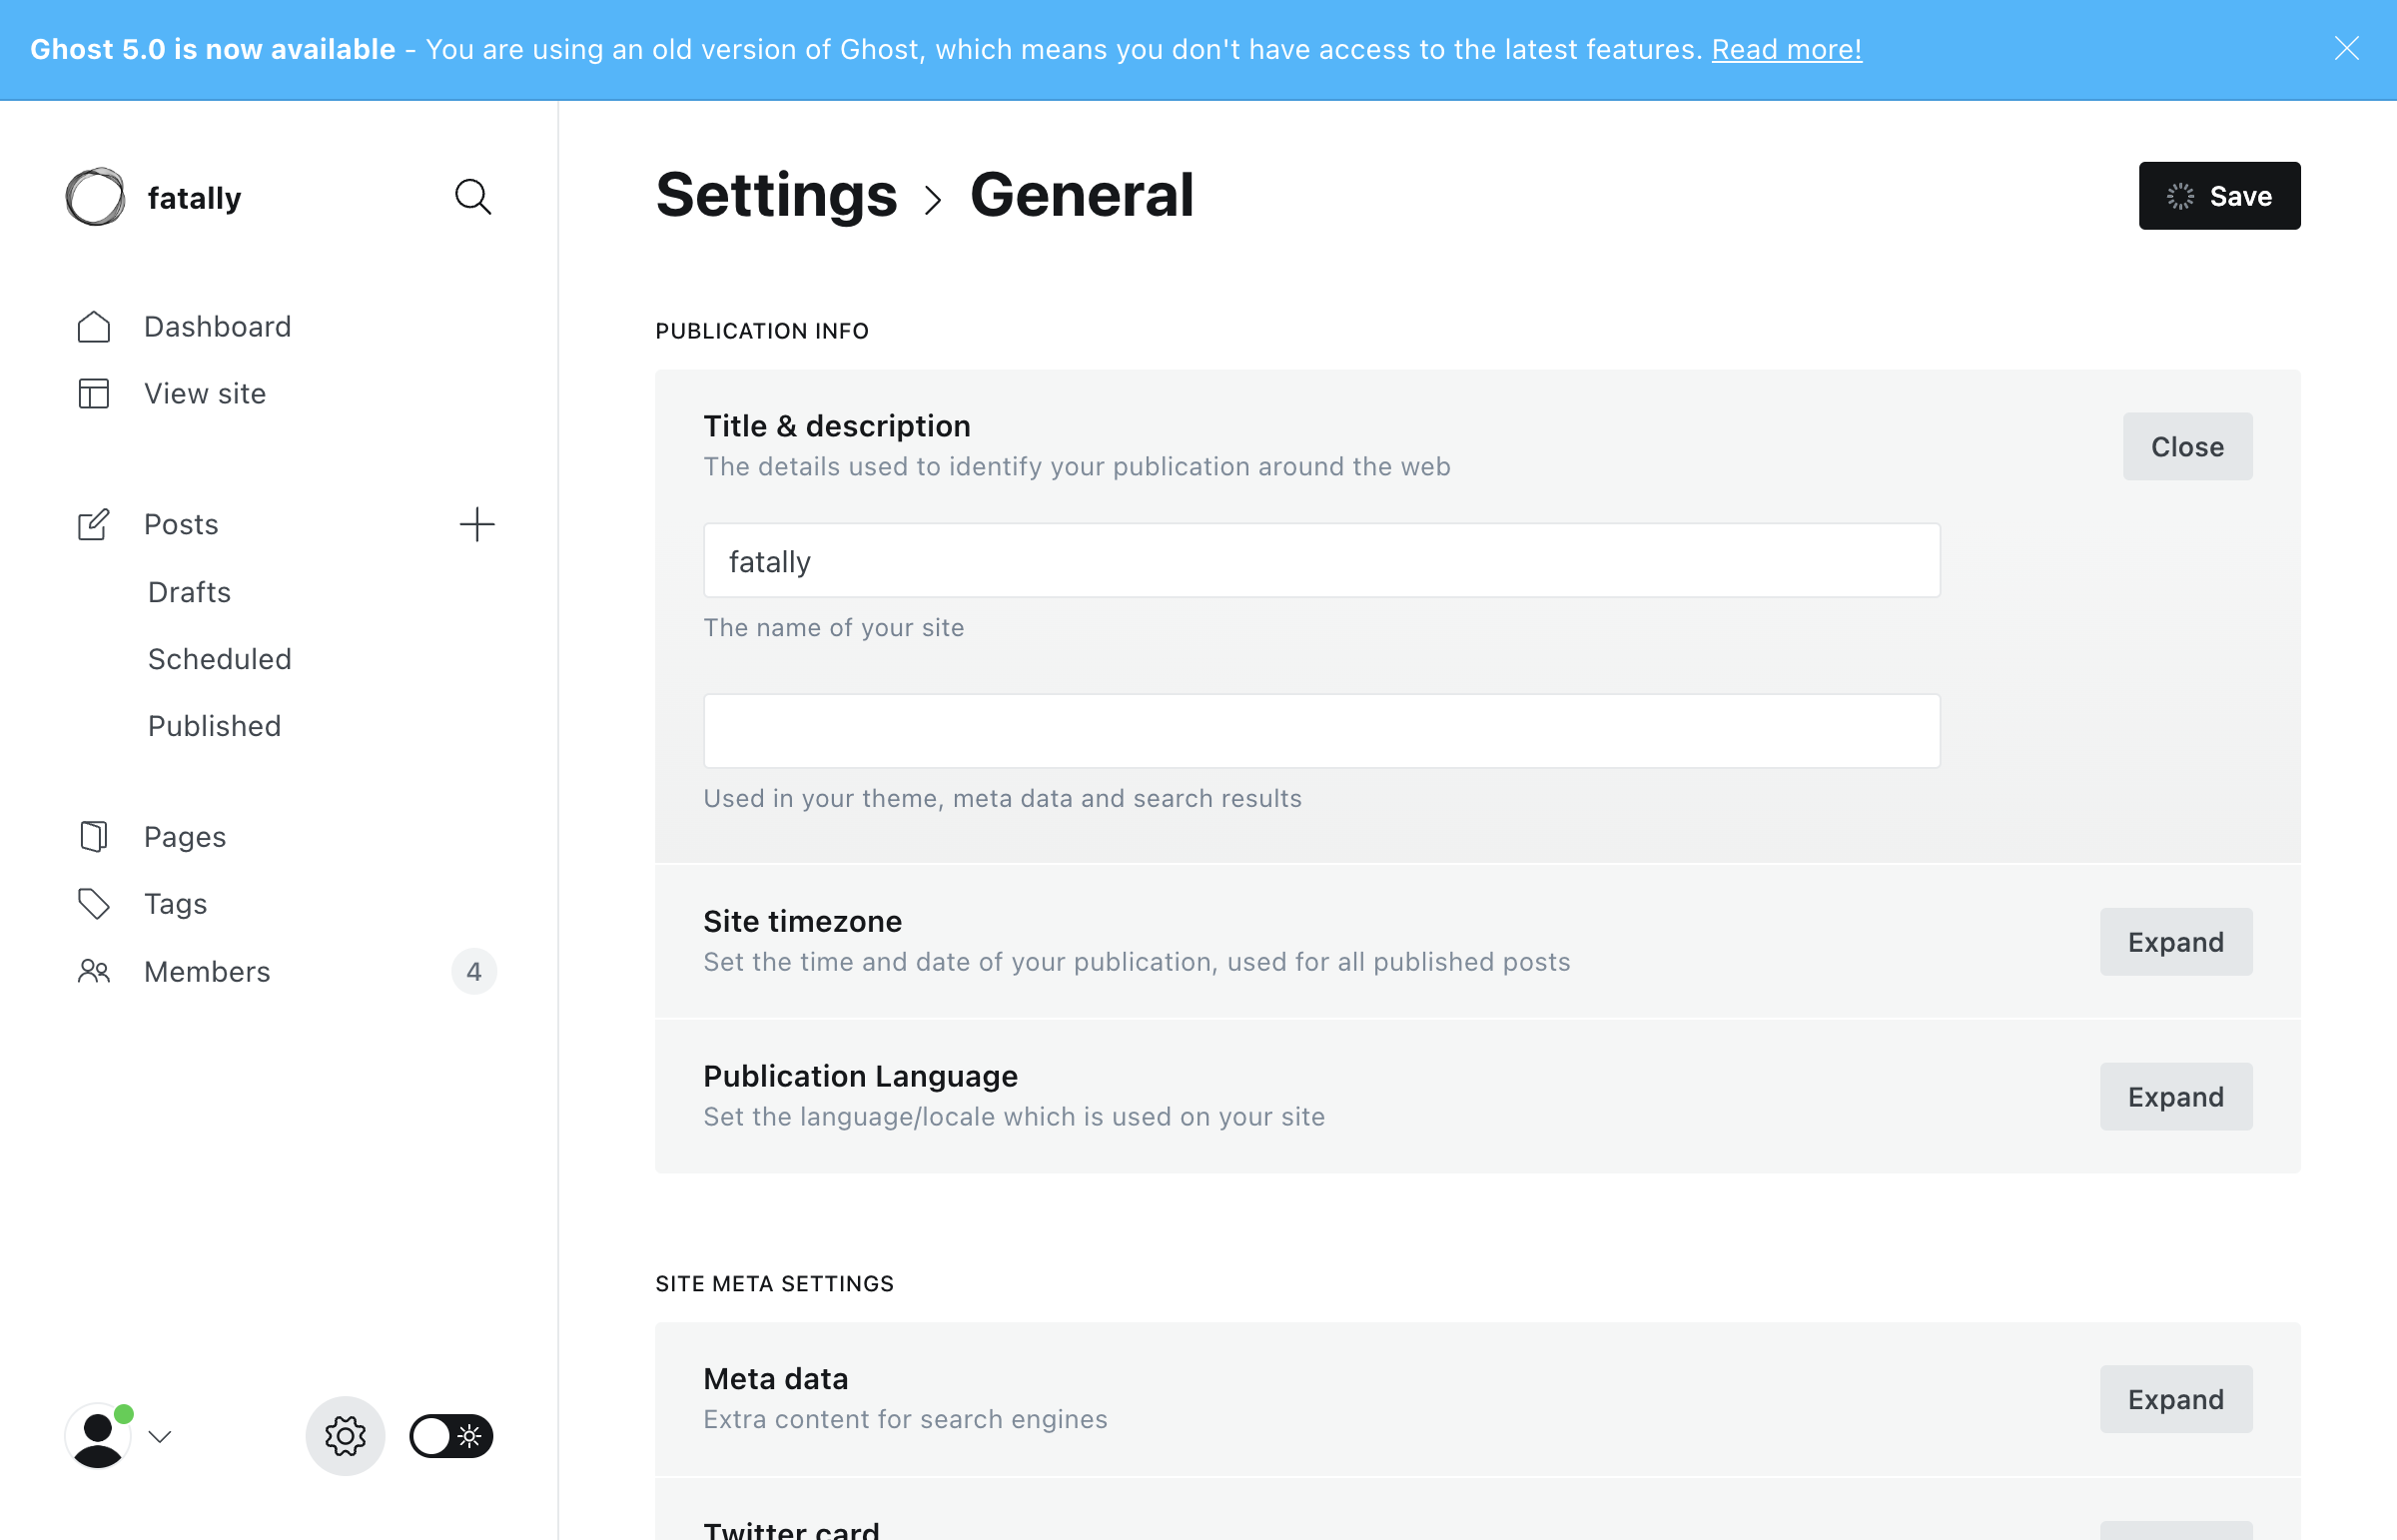 Ghost 5.0 is now available - You are using an old version of Ghost, which means you don't have access to the latest features. Read more!
fatally
Dashboard
View site
Posts
Drafts
Scheduled
Published
Pages
Tags
Members
4
Settings
General
Save
PUBLICATION INFO
Title & description
The details used to identify your publication around the web
Close
fatally
The name of your site
Used in your theme, meta data and search results
Site timezone
Set the time and date of your publication, used for all published posts
Expand
Publication Language
Set the language/locale which is used on your site
Expand
SITE META SETTINGS
Meta data
Extra content for search engines
Expand
Twitter card